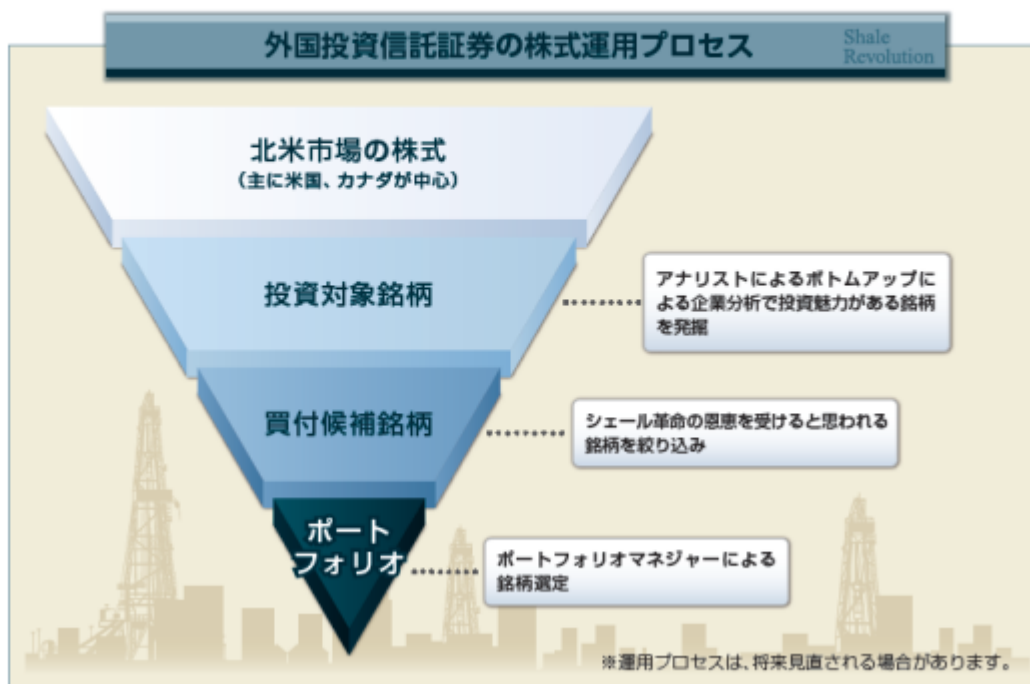 外国投資信託証券の株式運用プロセス
Shale
Revolution
北米市場の株式
(主に米国、カナダが中心)
投資対象銘柄
アナリストによるボトムアップに
よる企業分析で投資魅力がある銘柄
を発掘
買付候補銘柄
シェール革命の恩恵を受けると思われる
銘柄を絞り込み
ポート
フォリオ
ポートフォリオマネジャーによる
銘柄選定
※運用プロセスは、将来見直される場合があります。